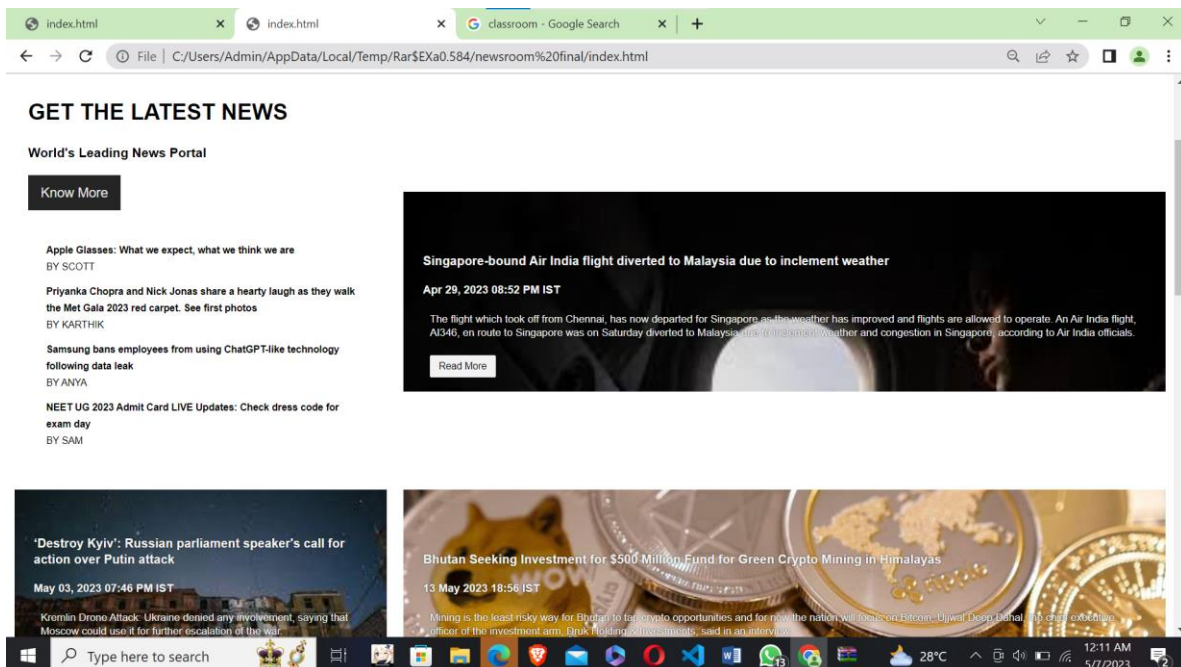 index.html
index.html
classroom - Google Search
File | C:/Users/Admin/AppData/Local/Temp/Rar$EXa0.584/newsroom%20final/index.html
GET THE LATEST NEWS
World's Leading News Portal
Know More
Apple Glasses: What we expect, what we think we are
BY SCOTT
Priyanka Chopra and Nick Jonas share a hearty laugh as they walk
the Met Gala 2023 red carpet. See first photos
BY KARTHIK
Samsung bans employees from using ChatGPT-like technology
following data leak
BY ANYA
NEET UG 2023 Admit Card LIVE Updates: Check dress code for
exam day
BY SAM
Singapore-bound Air India flight diverted to Malaysia due to inclement weather
Apr 29, 2023 08:52 PM IST
The flight which took off from Chennai, has now departed for Singapore as the weather has improved and flights are allowed to operate. An Air India flight,
AI346, en route to Singapore was on Saturday diverted to Malaysia due to inclement weather and congestion in Singapore, according to Air India officials.
Read More
‘Destroy Kyiv’: Russian parliament speaker's call for
action over Putin attack
May 03, 2023 07:46 PM IST
Kremlin Drone Attack: Ukraine denied any involvement, saying that
Moscow could use it for further escalation of the war.
Bhutan Seeking Investment for $500 Million Fund for Green Crypto Mining in Himalayas
13 May 2023 18:56 IST
Mining is the least risky way for Bhutan to tap crypto opportunities and for now the nation will focus on Bitcoin, Ujjwal Deep Dahal, chief executive
officer of the investment arm, Druk Holding & Investments, said in an interview.
ripple
Type here to search
13
28°C
12:11 AM
5/7/2023
2